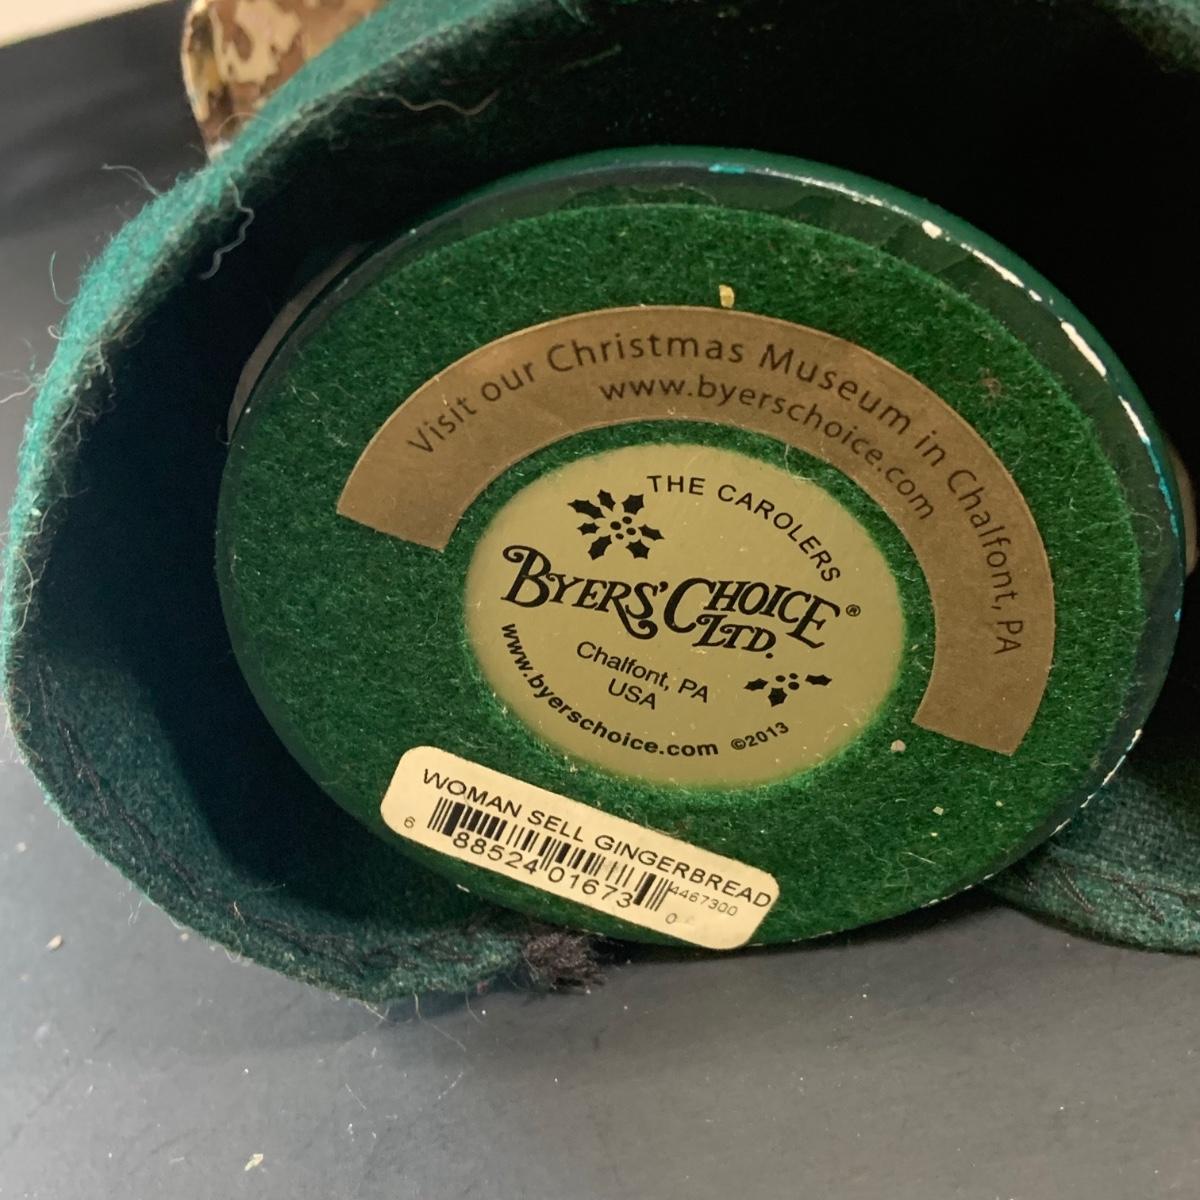 Visit our Christmas Museum in Chalfont, PA
www.byerschoice.com
THE CAROLERS
BYERS' CHOICE®
LTD.
Chalfont, PA
USA
www.byerschoice.com ©2013
WOMAN SELL GINGERBREAD
6 88524 01673 0
4467300